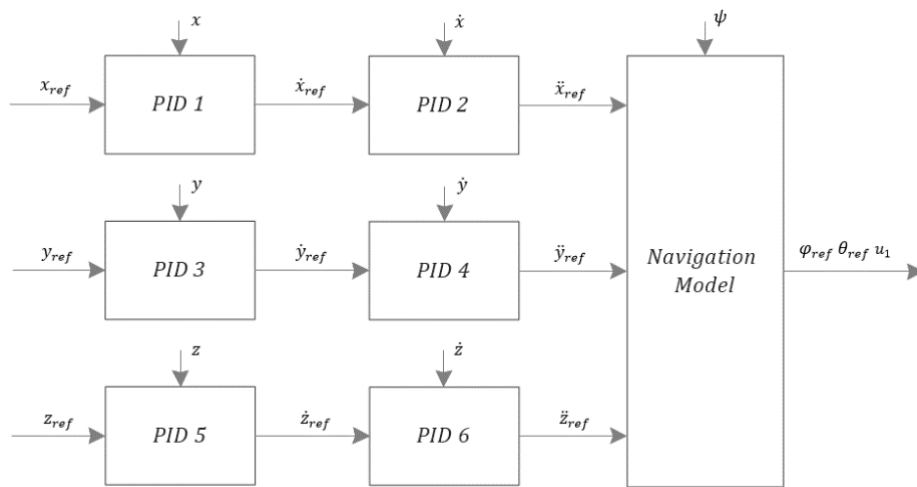 x ẋ ψ
x_ref PID 1 ẋ_ref PID 2 ẍ_ref
y ẏ
y_ref PID 3 ẏ_ref PID 4 ÿ_ref Navigation Model φ_ref θ_ref u_1
z ż
z_ref PID 5 ż_ref PID 6 z̈_ref